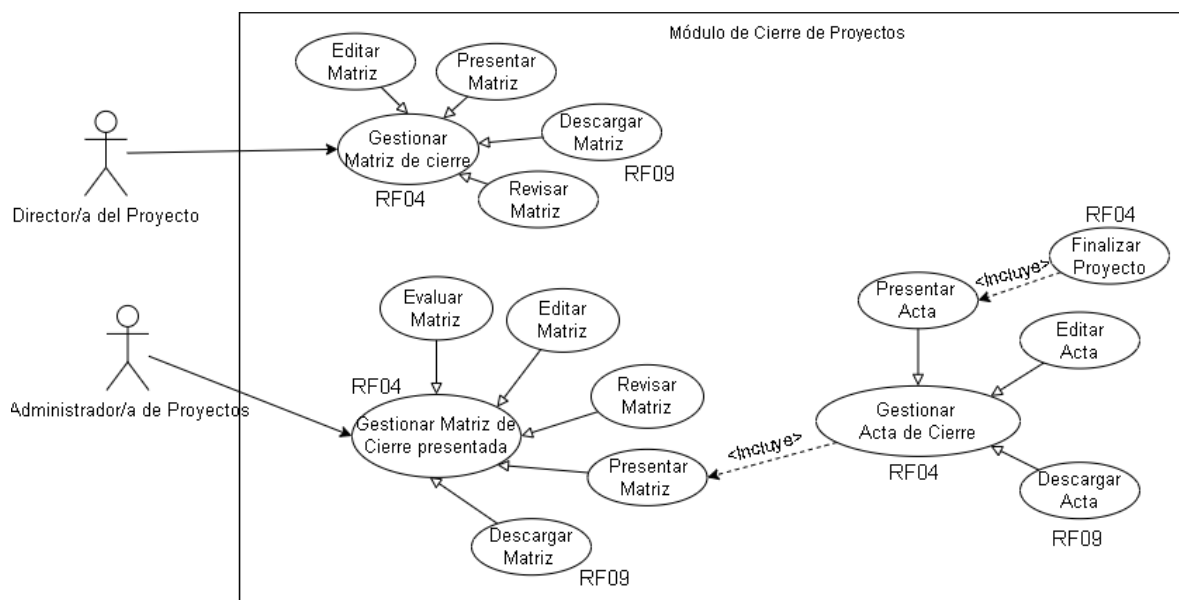 Módulo de Cierre de Proyectos
Editar
Matriz
Presentar
Matriz
Descargar
Matriz
RF09
Gestionar
Matriz de cierre
RF04
Revisar
Matriz
Director/a del Proyecto
RF04
Finalizar
Proyecto
<Incluye>
Presentar
Acta
Evaluar
Matriz
Editar
Matriz
Editar
Acta
Revisar
Matriz
RF04
Gestionar Matriz de
Cierre presentada
Administrador/a de Proyectos
Gestionar
Acta de Cierre
RF04
<Incluye>
Presentar
Matriz
Descargar
Acta
RF09
Descargar
Matriz
RF09